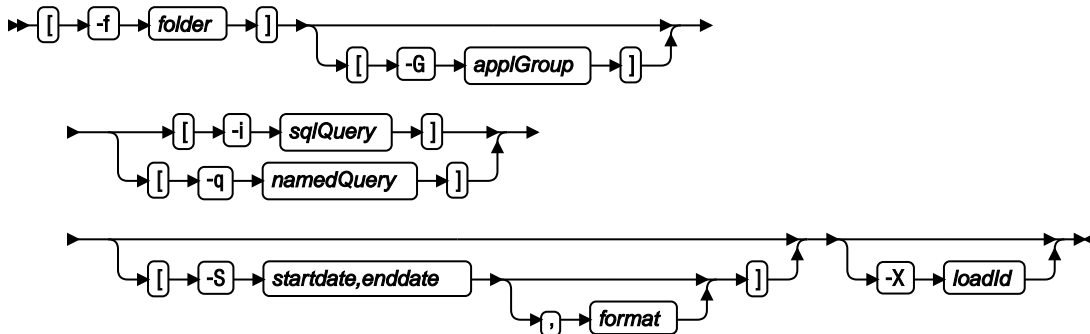 [ -f folder ]
[ -G applGroup ]
[ -i sqlQuery ]
[ -q namedQuery ]
[ -S startdate,enddate ]
, format
-X loadId